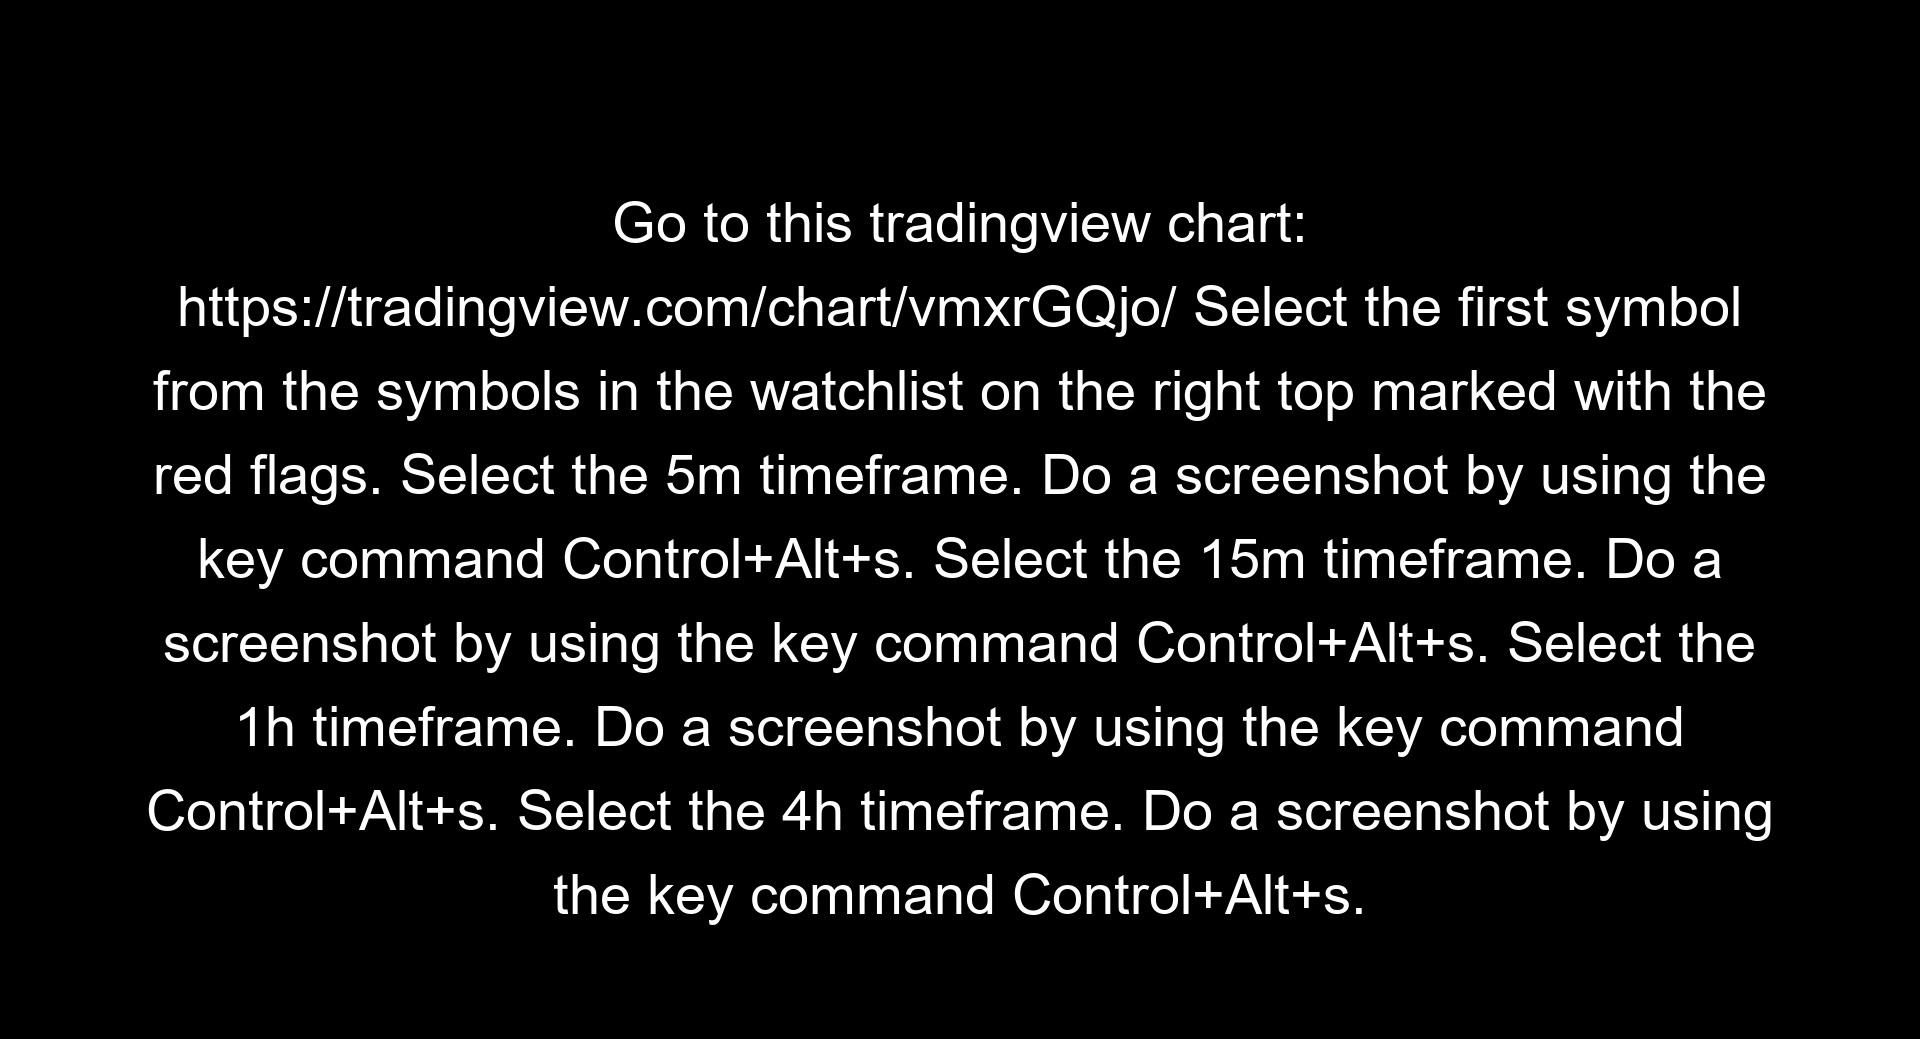 Go to this tradingview chart:
https://tradingview.com/chart/vmxrGQjo/ Select the first symbol
from the symbols in the watchlist on the right top marked with the
red flags. Select the 5m timeframe. Do a screenshot by using the
key command Control+Alt+s. Select the 15m timeframe. Do a
screenshot by using the key command Control+Alt+s. Select the
1h timeframe. Do a screenshot by using the key command
Control+Alt+s. Select the 4h timeframe. Do a screenshot by using
the key command Control+Alt+s.